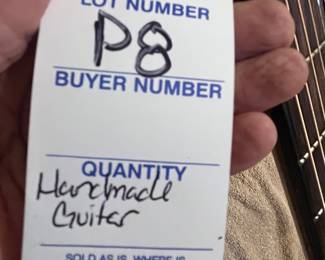 LOT NUMBER
P8
BUYER NUMBER
QUANTITY
Handmade
Guitar
SOLD AS IS, WHERE IS